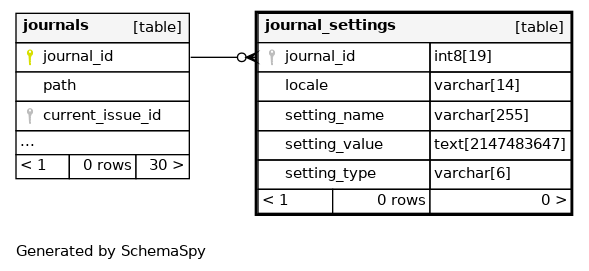 journals [table]
journal_id
path
current_issue_id
...
< 1 0 rows 30 >
journal_settings [table]
journal_id int8[19]
locale varchar[14]
setting_name varchar[255]
setting_value text[2147483647]
setting_type varchar[6]
< 1 0 rows 0 >
Generated by SchemaSpy